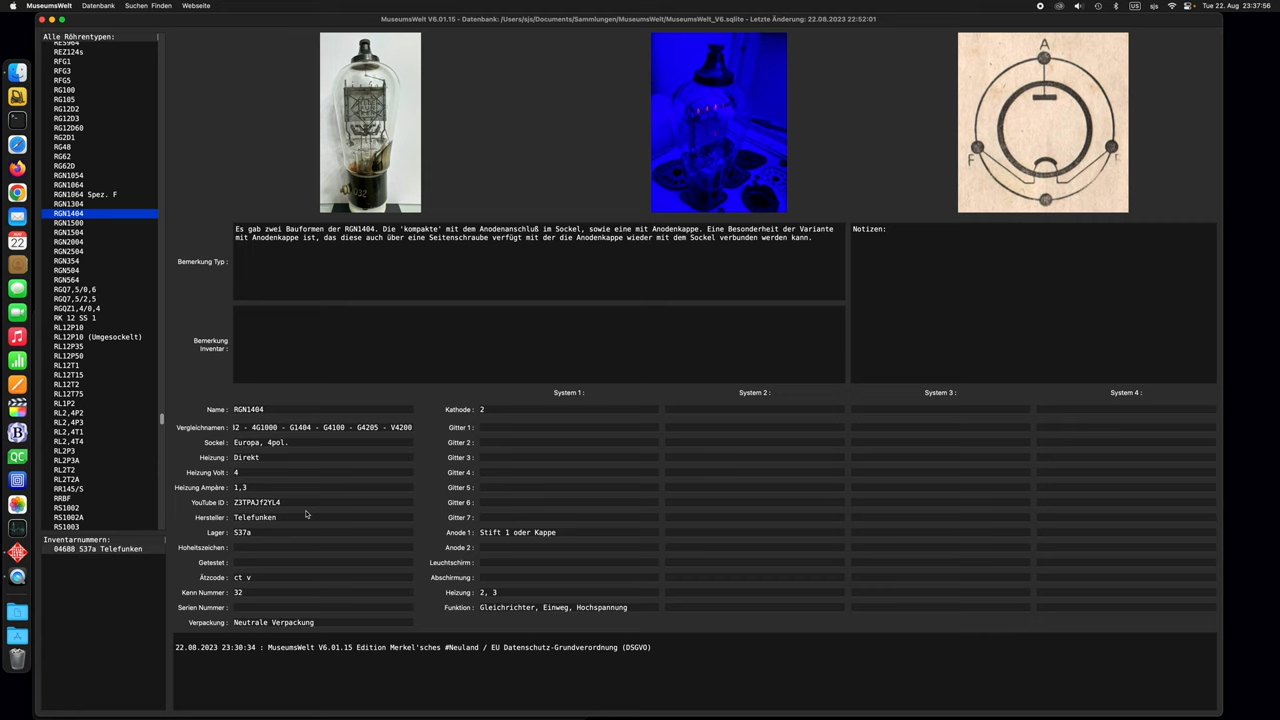 MuseumsWelt Datenbank Suchen Finden Webseite
US sjs Tue 22. Aug 23:37:56
MuseumsWelt V6.01.15 - Datenbank: /Users/sjs/Documents/Sammlungen/MuseumsWelt/MuseumsWelt_V6.sqlite - Letzte Änderung: 22.08.2023 22:52:01
Alle Röhrentypen:
RES964
REZ124s
RFG1
RFG3
RFG5
RG100
RG105
RG12D2
RG12D3
RG12D60
RG2D1
RG48
RG62
RG62D
RGN1054
RGN1064
RGN1064 Spez. F
RGN1304
RGN1404
RGN1500
RGN1504
RGN2004
RGN2504
RGN354
RGN504
RGN564
RGQ7,5/0,6
RGQ7,5/2,5
RGQZ1,4/0,4
RK 12 SS 1
RL12P10
RL12P10 (Umgesockelt)
RL12P35
RL12P50
RL12T1
RL12T15
RL12T2
RL12T75
RL1P2
RL2,4P2
RL2,4P3
RL2,4T1
RL2,4T4
RL2P3
RL2P3A
RL2T2
RL2T2A
RR145/S
RRBF
RS1002
RS1002A
RS1003
Inventarnummern:
04688 S37a Telefunken
032
A
F
Bemerkung Typ :
Es gab zwei Bauformen der RGN1404. Die 'kompakte' mit dem Anodenanschluß im Sockel, sowie eine mit Anodenkappe. Eine Besonderheit der Variante
mit Anodenkappe ist, das diese auch über eine Seitenschraube verfügt mit der die Anodenkappe wieder mit dem Sockel verbunden werden kann.
Notizen:
Bemerkung
Inventar :
System 1 : System 2 : System 3 : System 4 :
Name : RGN1404 Kathode : 2
Vergleichnamen : 32 - 4G1000 - G1404 - G4100 - G4205 - V4200 Gitter 1 :
Sockel : Europa, 4pol. Gitter 2 :
Heizung : Direkt Gitter 3 :
Heizung Volt : 4 Gitter 4 :
Heizung Ampère : 1,3 Gitter 5 :
YouTube ID : Z3TPAJf2YL4 Gitter 6 :
Hersteller : Telefunken Gitter 7 :
Lager : S37a Anode 1 : Stift 1 oder Kappe
Hoheitszeichen : Anode 2 :
Getestet : Leuchtschirm :
Ätzcode : ct v Abschirmung :
Kenn Nummer : 32 Heizung : 2, 3
Serien Nummer : Funktion : Gleichrichter, Einweg, Hochspannung
Verpackung : Neutrale Verpackung
22.08.2023 23:30:34 : MuseumsWelt V6.01.15 Edition Merkel'sches #Neuland / EU Datenschutz-Grundverordnung (DSGVO)